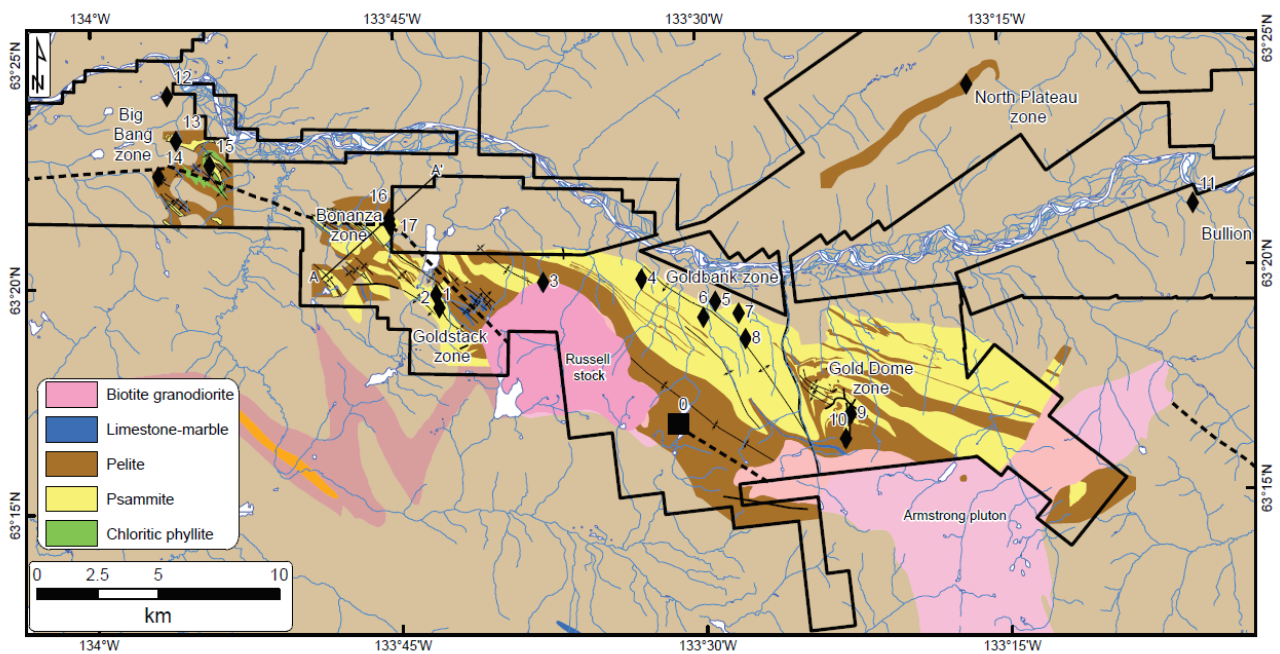 134°W 133°45'W 133°30'W 133°15'W
63°25'N 63°25'N
N
12
Big
Bang
zone
13
14 15
North Plateau
zone
A'
16
11
Bonanza
zone
17
Bullion
A
63°20'N 63°20'N
3 4
Goldbank zone
2 1
6 5
7
8
Goldstack
zone
Russell
stock
Gold Dome
zone
0
10 9
Biotite granodiorite
Limestone-marble
Pelite
Psammite
Chloritic phyllite
63°15'N 63°15'N
Armstrong pluton
0 2.5 5 10
km
134°W 133°45'W 133°30'W 133°15'W